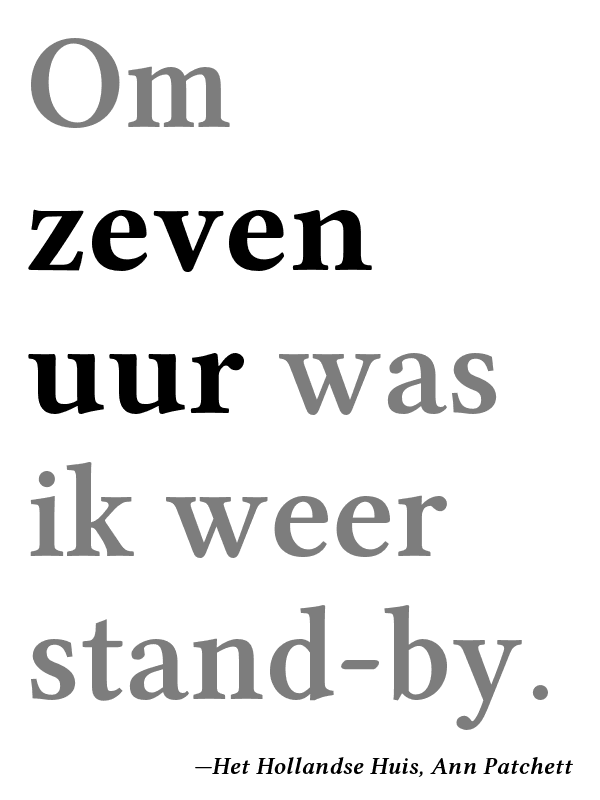 Om
zeven
uur was
ik weer
stand-by.
—Het Hollandse Huis, Ann Patchett